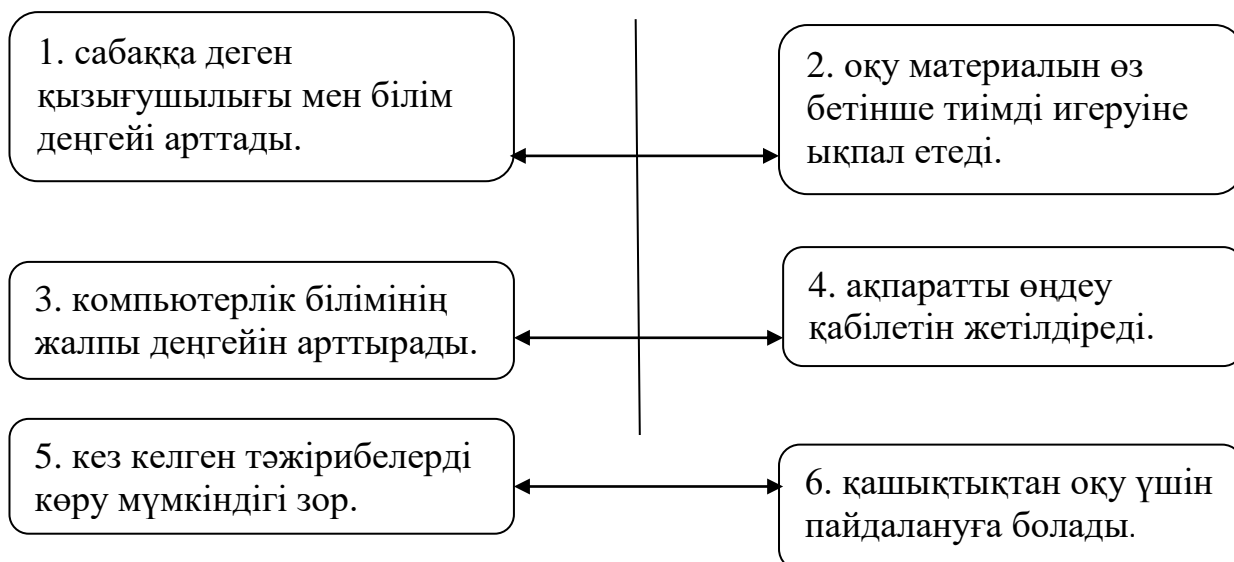 1. сабаққа деген
қызығушылығы мен білім
деңгейі арттады.
2. оқу материалын өз
бетінше тиімді игеруіне
ықпал етеді.
3. компьютерлік білімінің
жалпы деңгейін арттырады.
4. ақпаратты өңдеу
қабілетін жетілдіреді.
5. кез келген тәжірибелерді
көру мүмкіндігі зор.
6. қашықтықтан оқу үшін
пайдалануға болады.